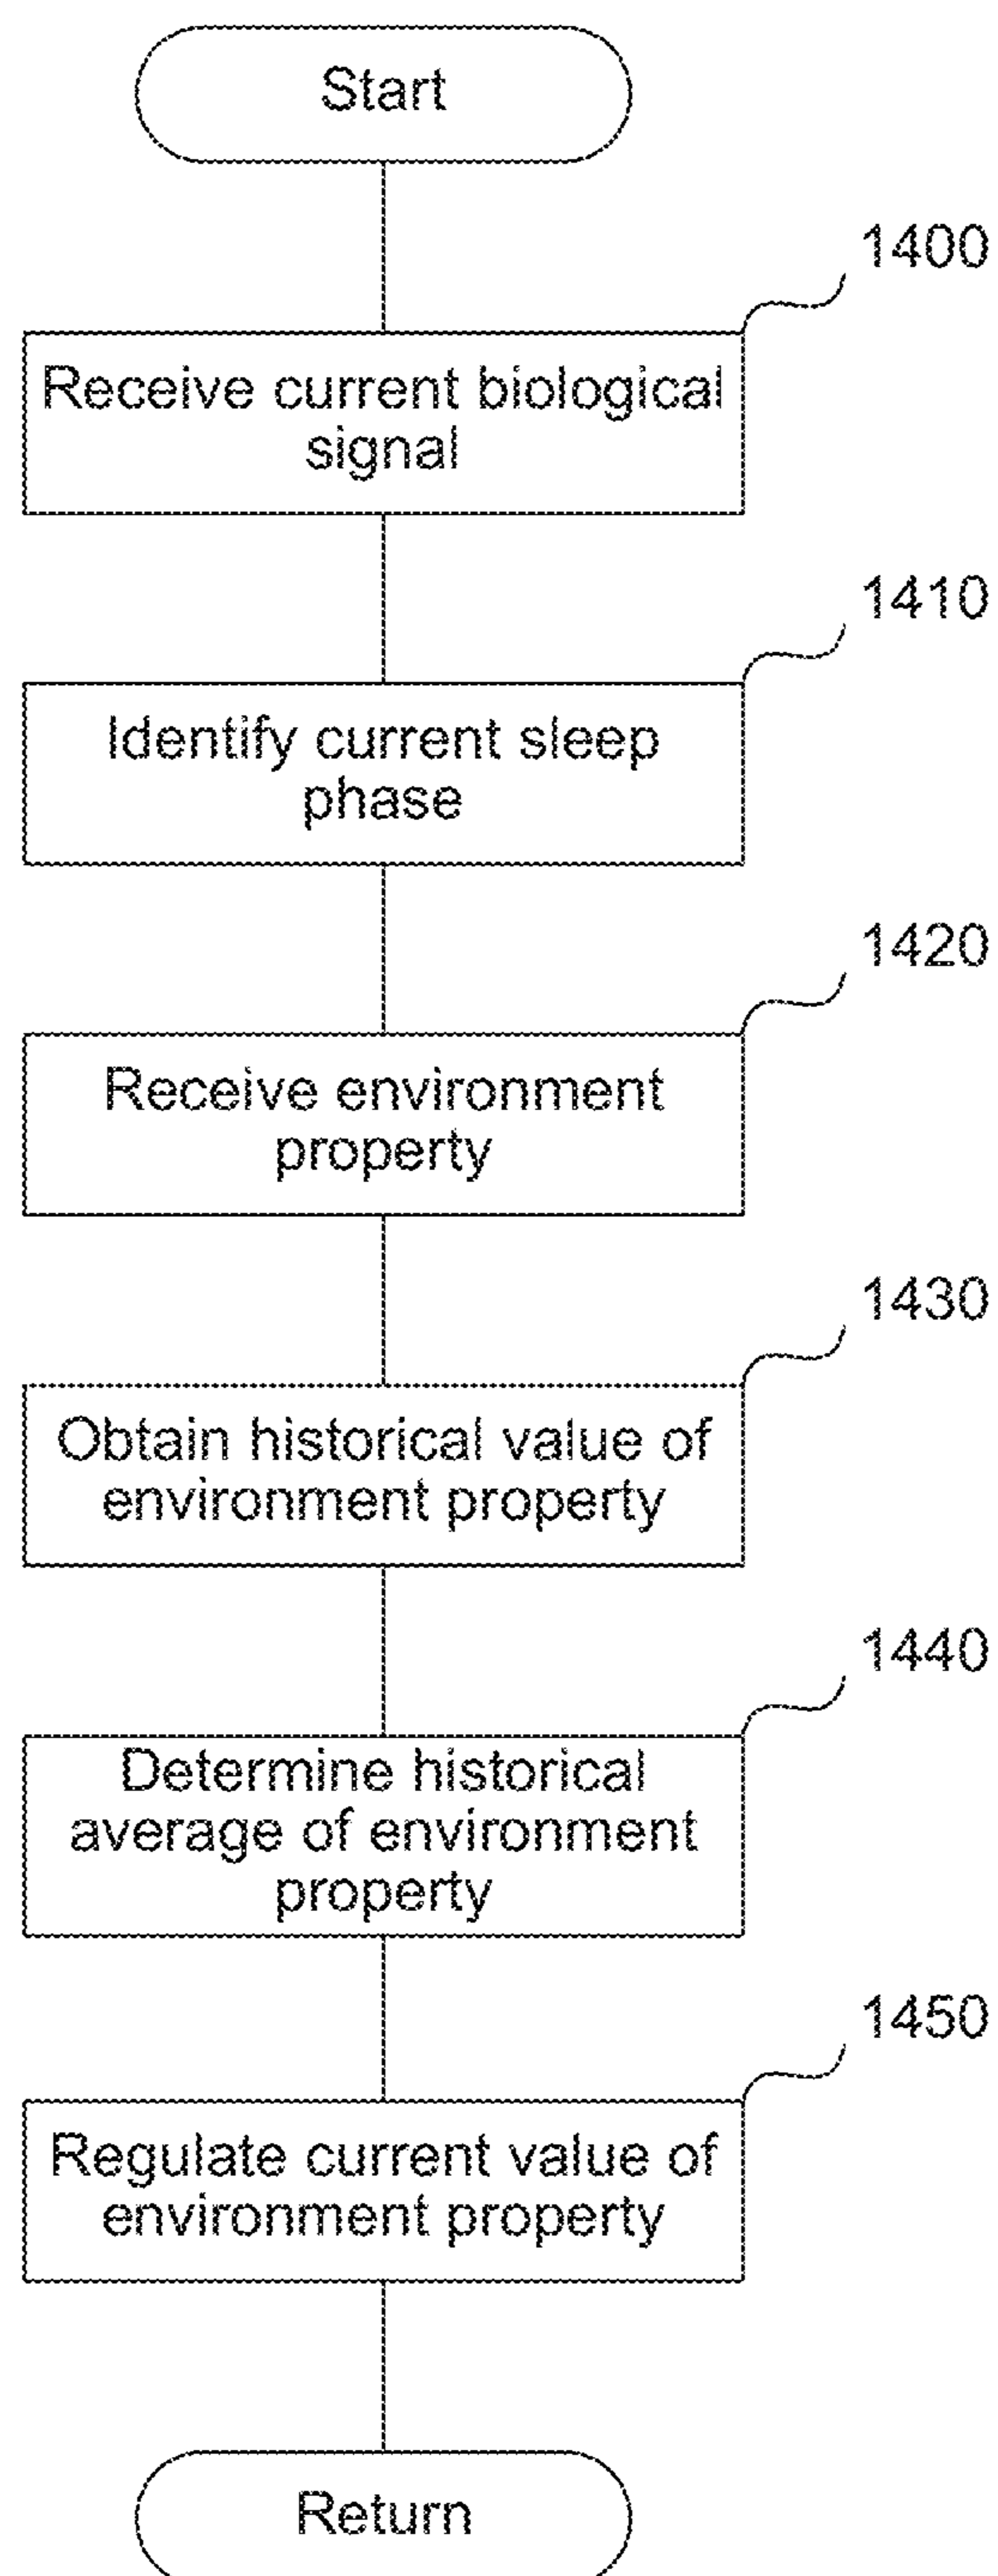 Start
1400
Receive current biological
signal
1410
Identify current sleep
phase
1420
Receive environment
property
1430
Obtain historical value of
environment property
1440
Determine historical
average of environment
property
1450
Regulate current value of
environment property
Return